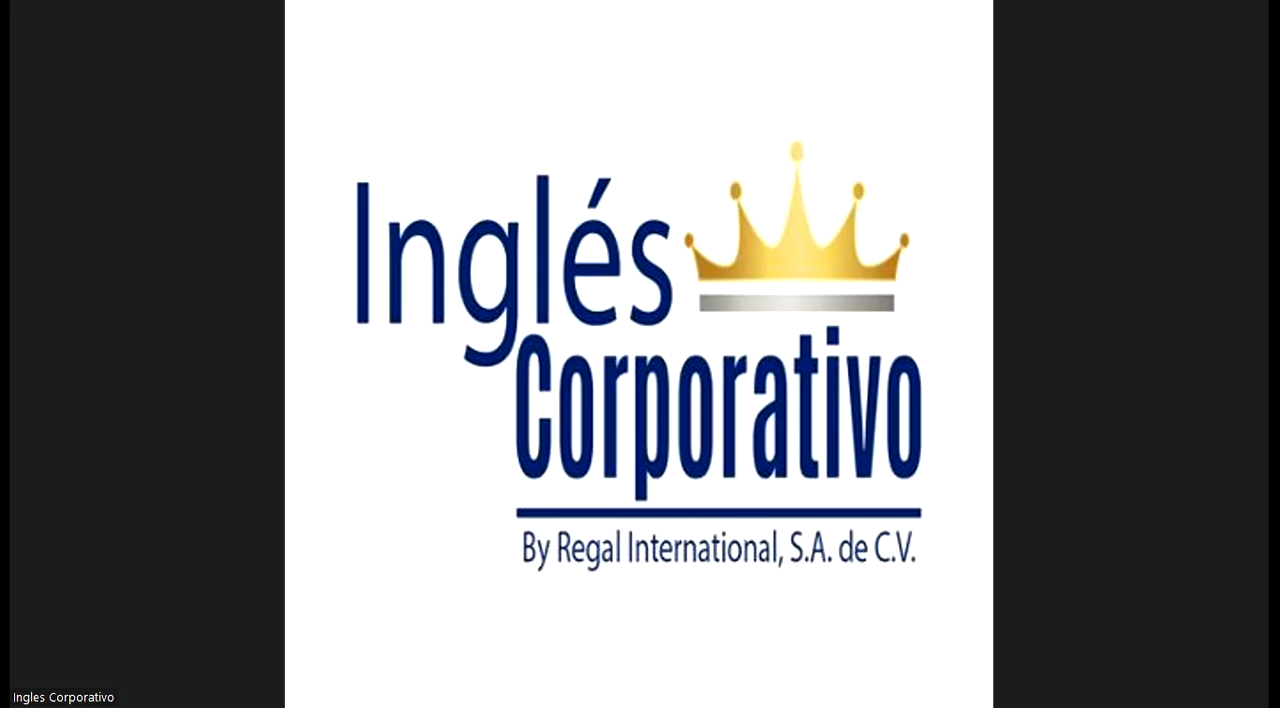 Inglés
Corporativo
By Regal International, S.A. de C.V.
Ingles Corporativo